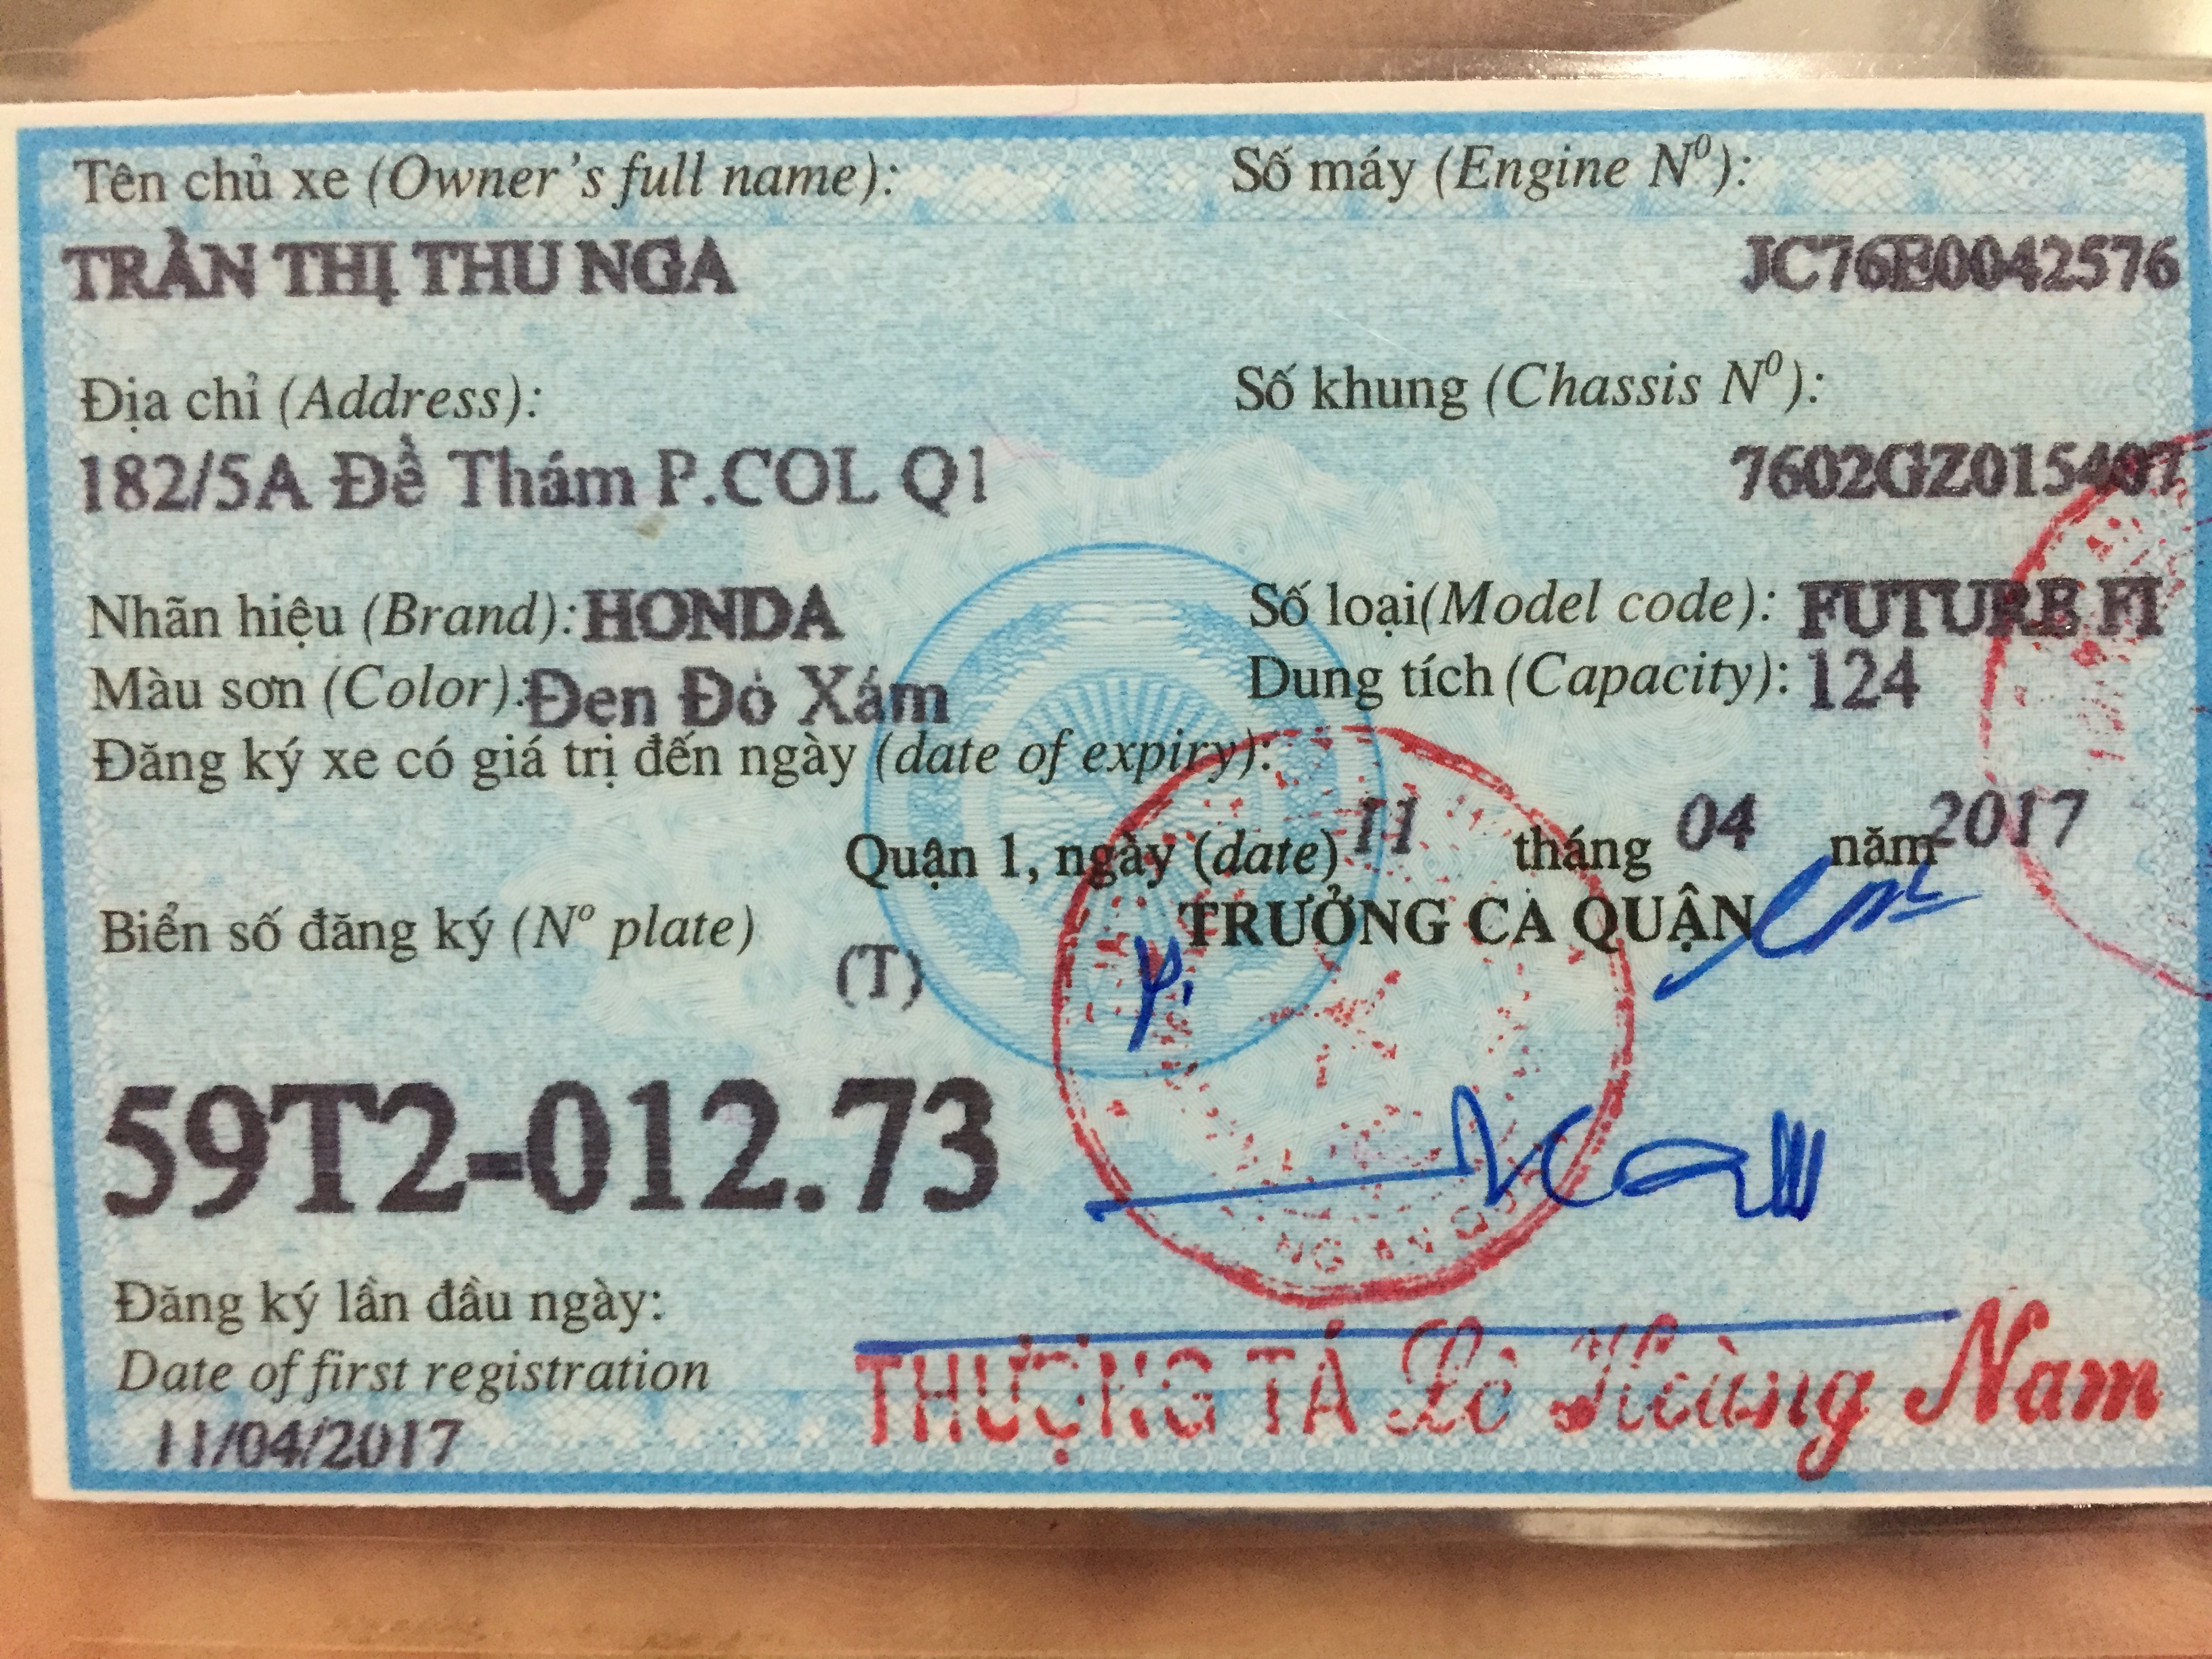 Tên chủ xe (Owner's full name): Số máy (Engine Nº):
TRẦN THỊ THU NGA JC76E0042576
Địa chỉ (Address): Số khung (Chassis Nº):
182/5A Đề Thám P.COL Q1 7602GZ015407
Nhãn hiệu (Brand): HONDA Số loại (Model code): FUTURE FI
Màu sơn (Color): Đen Đỏ Xám Dung tích (Capacity): 124
Đăng ký xe có giá trị đến ngày (date of expiry):
Quận 1, ngày (date) 11 tháng 04 năm 2017
Biển số đăng ký (Nº plate) TRƯỞNG CA QUẬN
(T)
59T2-012.73
Đăng ký lần đầu ngày:
Date of first registration
11/04/2017
THƯỢNG TÁ Nam